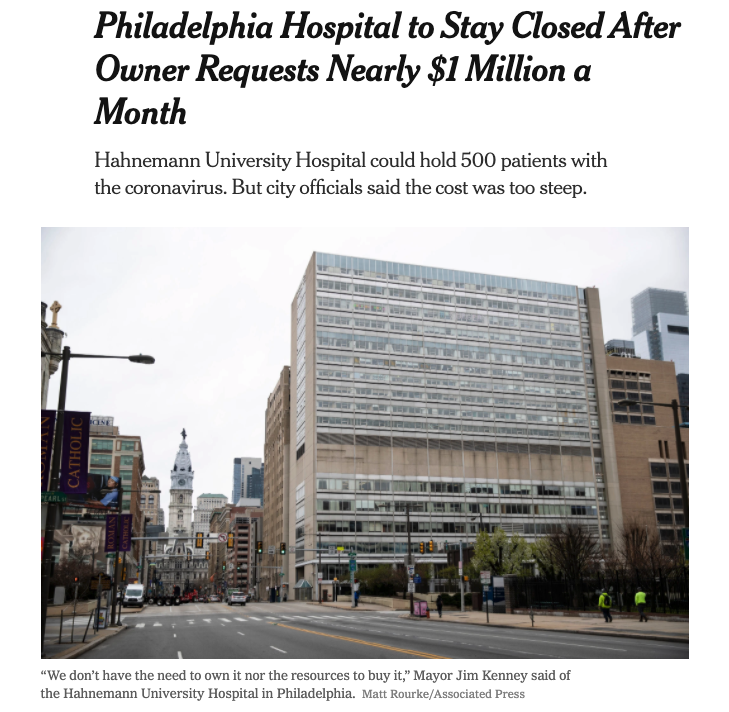 Philadelphia Hospital to Stay Closed After
Owner Requests Nearly $1 Million a
Month
Hahnemann University Hospital could hold 500 patients with
the coronavirus. But city officials said the cost was too steep.
CATHOLIC
“We don’t have the need to own it nor the resources to buy it,” Mayor Jim Kenney said of
the Hahnemann University Hospital in Philadelphia. Matt Rourke/Associated Press